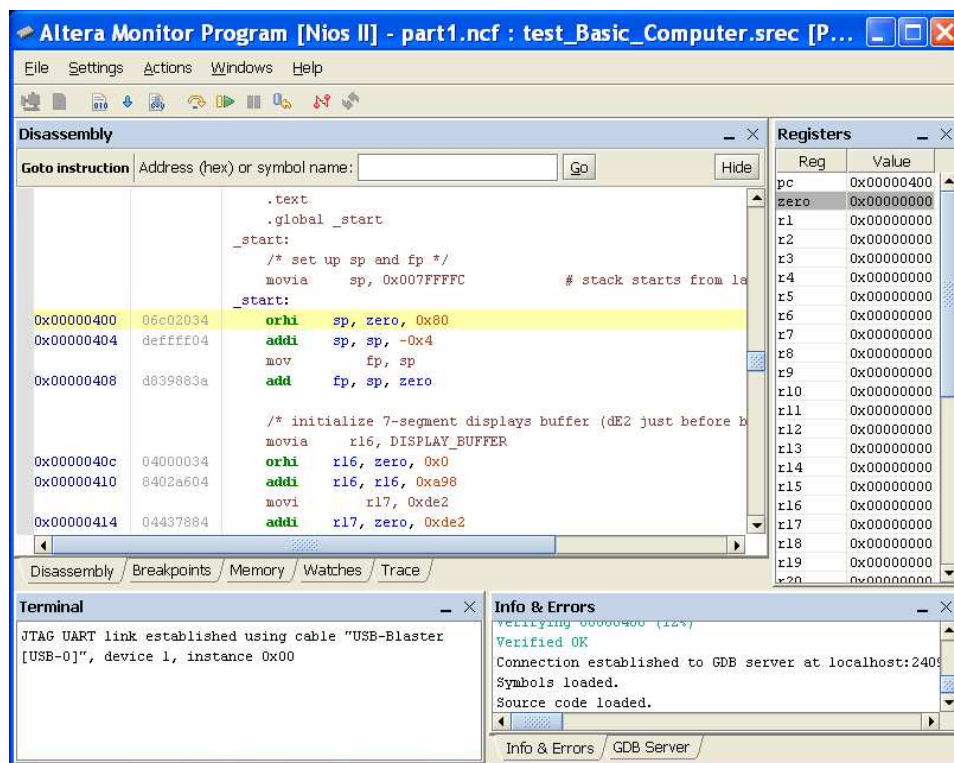 Altera Monitor Program [Nios II] - part1.ncf : test_Basic_Computer.srec [P...
File Settings Actions Windows Help
Disassembly
Goto instruction Address (hex) or symbol name: Go Hide
.text
.global _start
_start:
/* set up sp and fp */
movia sp, 0x007FFFFC # stack starts from la
_start:
0x00000400 06c02034 orhi sp, zero, 0x80
0x00000404 deffff04 addi sp, sp, -0x4
mov fp, sp
0x00000408 d839883a add fp, sp, zero
/* initialize 7-segment displays buffer (dE2 just before b
movia r16, DISPLAY_BUFFER
0x0000040c 04000034 orhi r16, zero, 0x0
0x00000410 8402a604 addi r16, r16, 0xa98
movi r17, 0xde2
0x00000414 04437884 addi r17, zero, 0xde2
Disassembly Breakpoints Memory Watches Trace
Registers
Reg Value
pc 0x00000400
zero 0x00000000
r1 0x00000000
r2 0x00000000
r3 0x00000000
r4 0x00000000
r5 0x00000000
r6 0x00000000
r7 0x00000000
r8 0x00000000
r9 0x00000000
r10 0x00000000
r11 0x00000000
r12 0x00000000
r13 0x00000000
r14 0x00000000
r15 0x00000000
r16 0x00000000
r17 0x00000000
r18 0x00000000
r19 0x00000000
r20 0x00000000
Terminal
JTAG UART link established using cable "USB-Blaster
[USB-0]", device 1, instance 0x00
Info & Errors
Verifying 00000400 (12%)
Verified OK
Connection established to GDB server at localhost:2409
Symbols loaded.
Source code loaded.
Info & Errors GDB Server